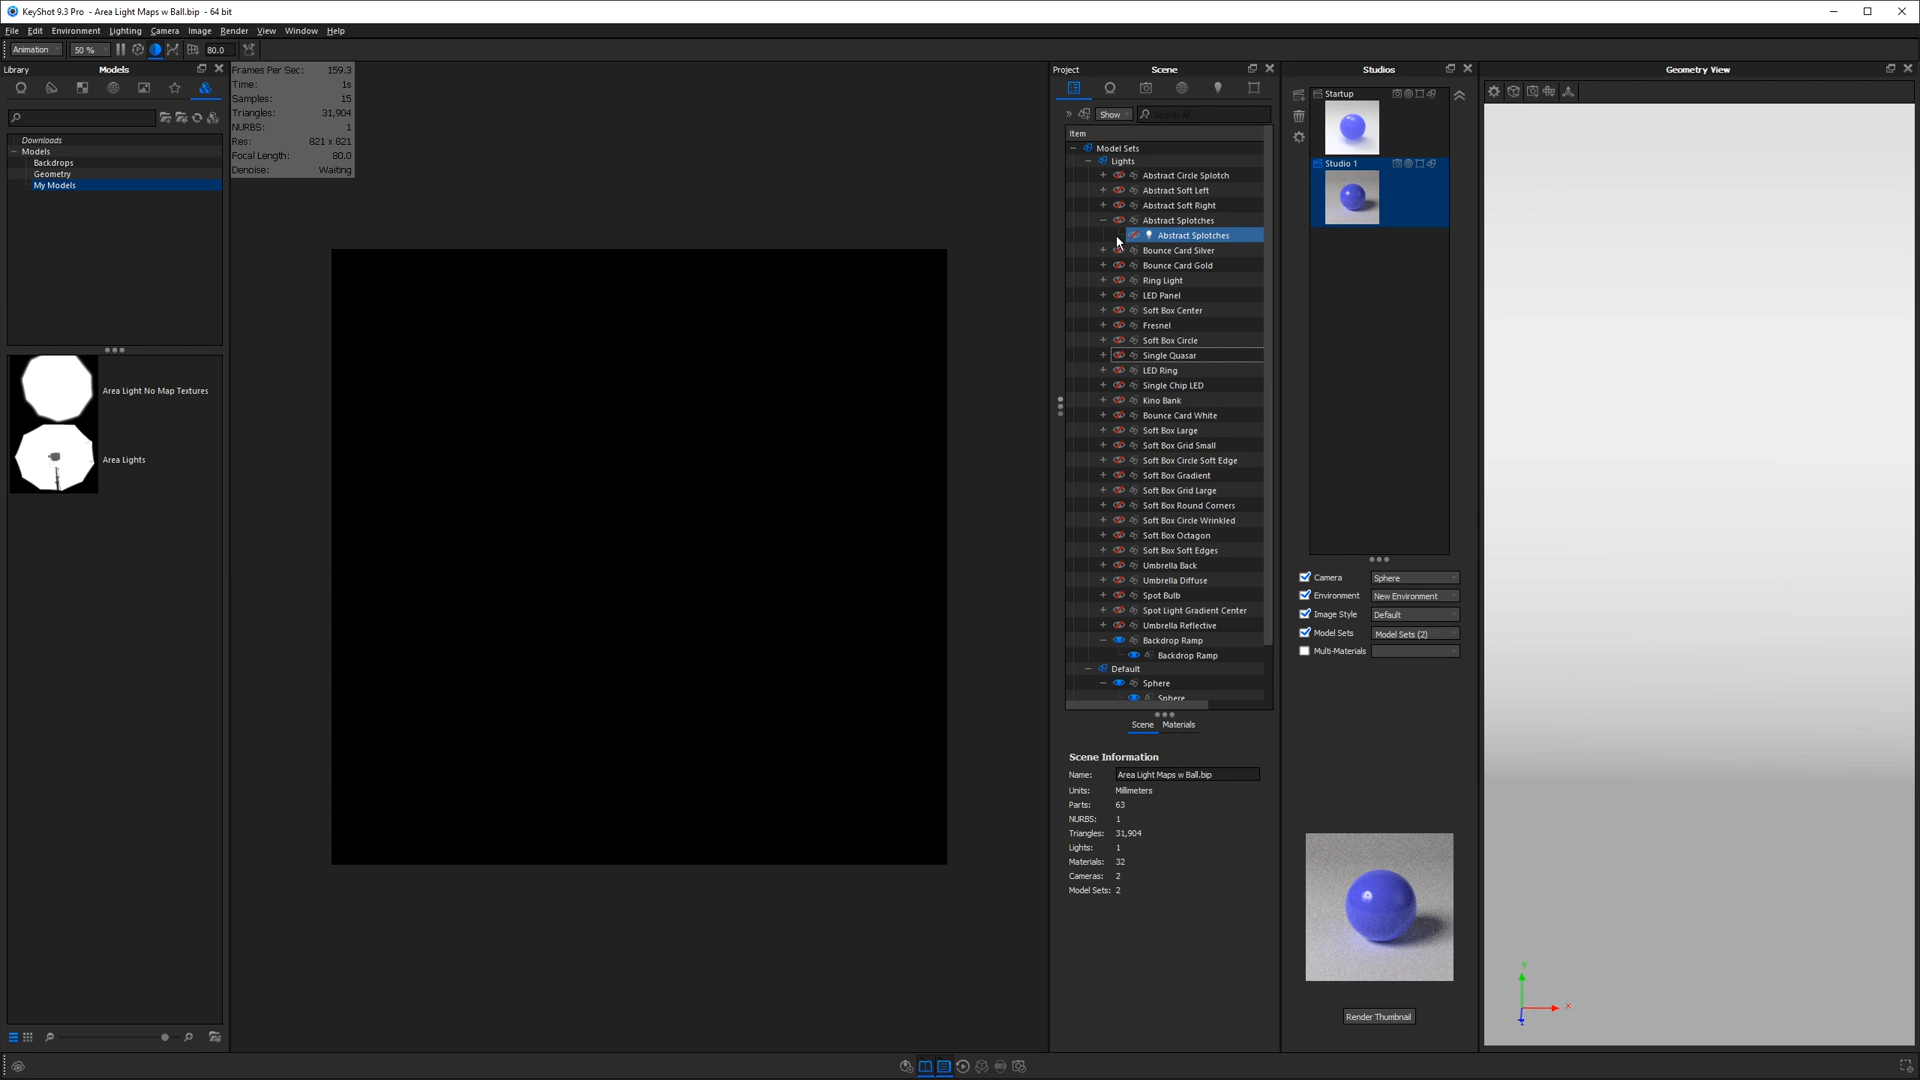 KeyShot 9.3 Pro - Area Light Maps w Ball.bip - 64 bit
File Edit Environment Lighting Camera Image Render View Window Help
Animation 50 % 80.0
Library Models
Downloads
Models
Backdrops
Geometry
My Models
Area Light No Map Textures
Area Lights
Frames Per Sec: 159.3
Time: 1s
Samples: 15
Triangles: 31,904
NURBS: 1
Res: 821 x 821
Focal Length: 80.0
Denoise: Waiting
Project Scene
Show Search All
Item
Model Sets
Lights
Abstract Circle Splotch
Abstract Soft Left
Abstract Soft Right
Abstract Splotches
Abstract Splotches
Bounce Card Silver
Bounce Card Gold
Ring Light
LED Panel
Soft Box Center
Fresnel
Soft Box Circle
Single Quasar
LED Ring
Single Chip LED
Kino Bank
Bounce Card White
Soft Box Large
Soft Box Grid Small
Soft Box Circle Soft Edge
Soft Box Gradient
Soft Box Grid Large
Soft Box Round Corners
Soft Box Circle Wrinkled
Soft Box Octagon
Soft Box Soft Edges
Umbrella Back
Umbrella Diffuse
Spot Bulb
Spot Light Gradient Center
Umbrella Reflective
Backdrop Ramp
Backdrop Ramp
Default
Sphere
Sphere
Scene Materials
Scene Information
Name: Area Light Maps w Ball.bip
Units: Millimeters
Parts: 63
NURBS: 1
Triangles: 31,904
Lights: 1
Materials: 32
Cameras: 2
Model Sets: 2
Studios
Startup
Studio 1
Camera Sphere
Environment New Environment
Image Style Default
Model Sets Model Sets (2)
Multi-Materials
Render Thumbnail
Geometry View
Y
X
Z